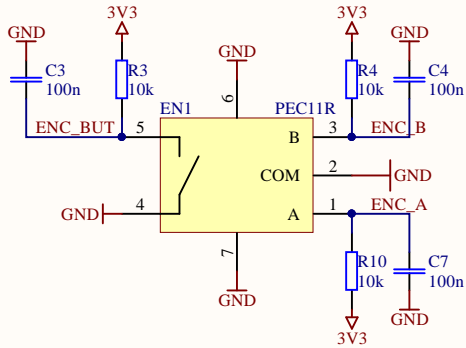 3V3
3V3
GND
GND
GND
C3
100n
R3
10k
R4
10k
C4
100n
EN1
6
PEC11R
ENC_BUT
5
B
3
ENC_B
COM
2
GND
GND
4
A
1
ENC_A
7
R10
10k
C7
100n
GND
GND
3V3